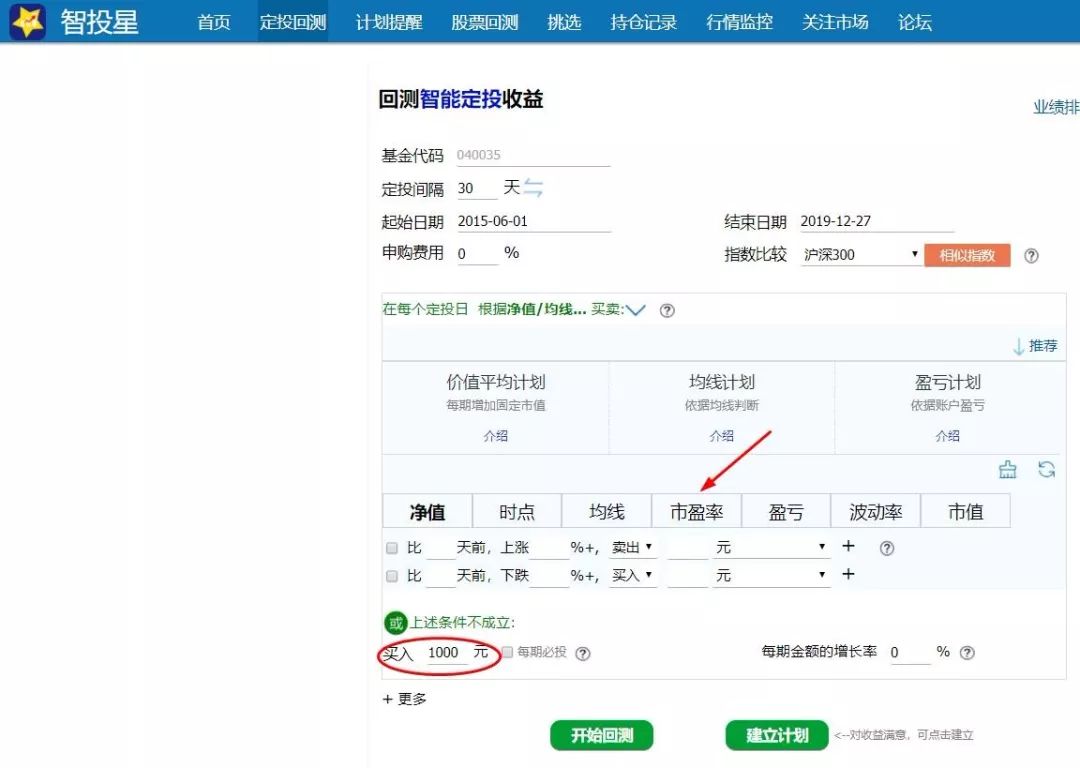 智投星 首页 定投回测 计划提醒 股票回测 挑选 持仓记录 行情监控 关注市场 论坛
回测智能定投收益
业绩排
基金代码 040035
定投间隔 30 天
起始日期 2015-06-01 结束日期 2019-12-27
申购费用 0 % 指数比较 沪深300 相似指数 ?
在每个定投日 根据净值/均线... 买卖: ?
推荐
价值平均计划 均线计划 盈亏计划
每期增加固定市值 依据均线判断 依据账户盈亏
介绍 介绍 介绍
净值 时点 均线 市盈率 盈亏 波动率 市值
比 天前, 上涨 %+, 卖出 元 + ?
比 天前, 下跌 %+, 买入 元 +
或 上述条件不成立:
买入 1000 元 每期必投 ? 每期金额的增长率 0 % ?
+ 更多
开始回测 建立计划 <--对收益满意，可点击建立